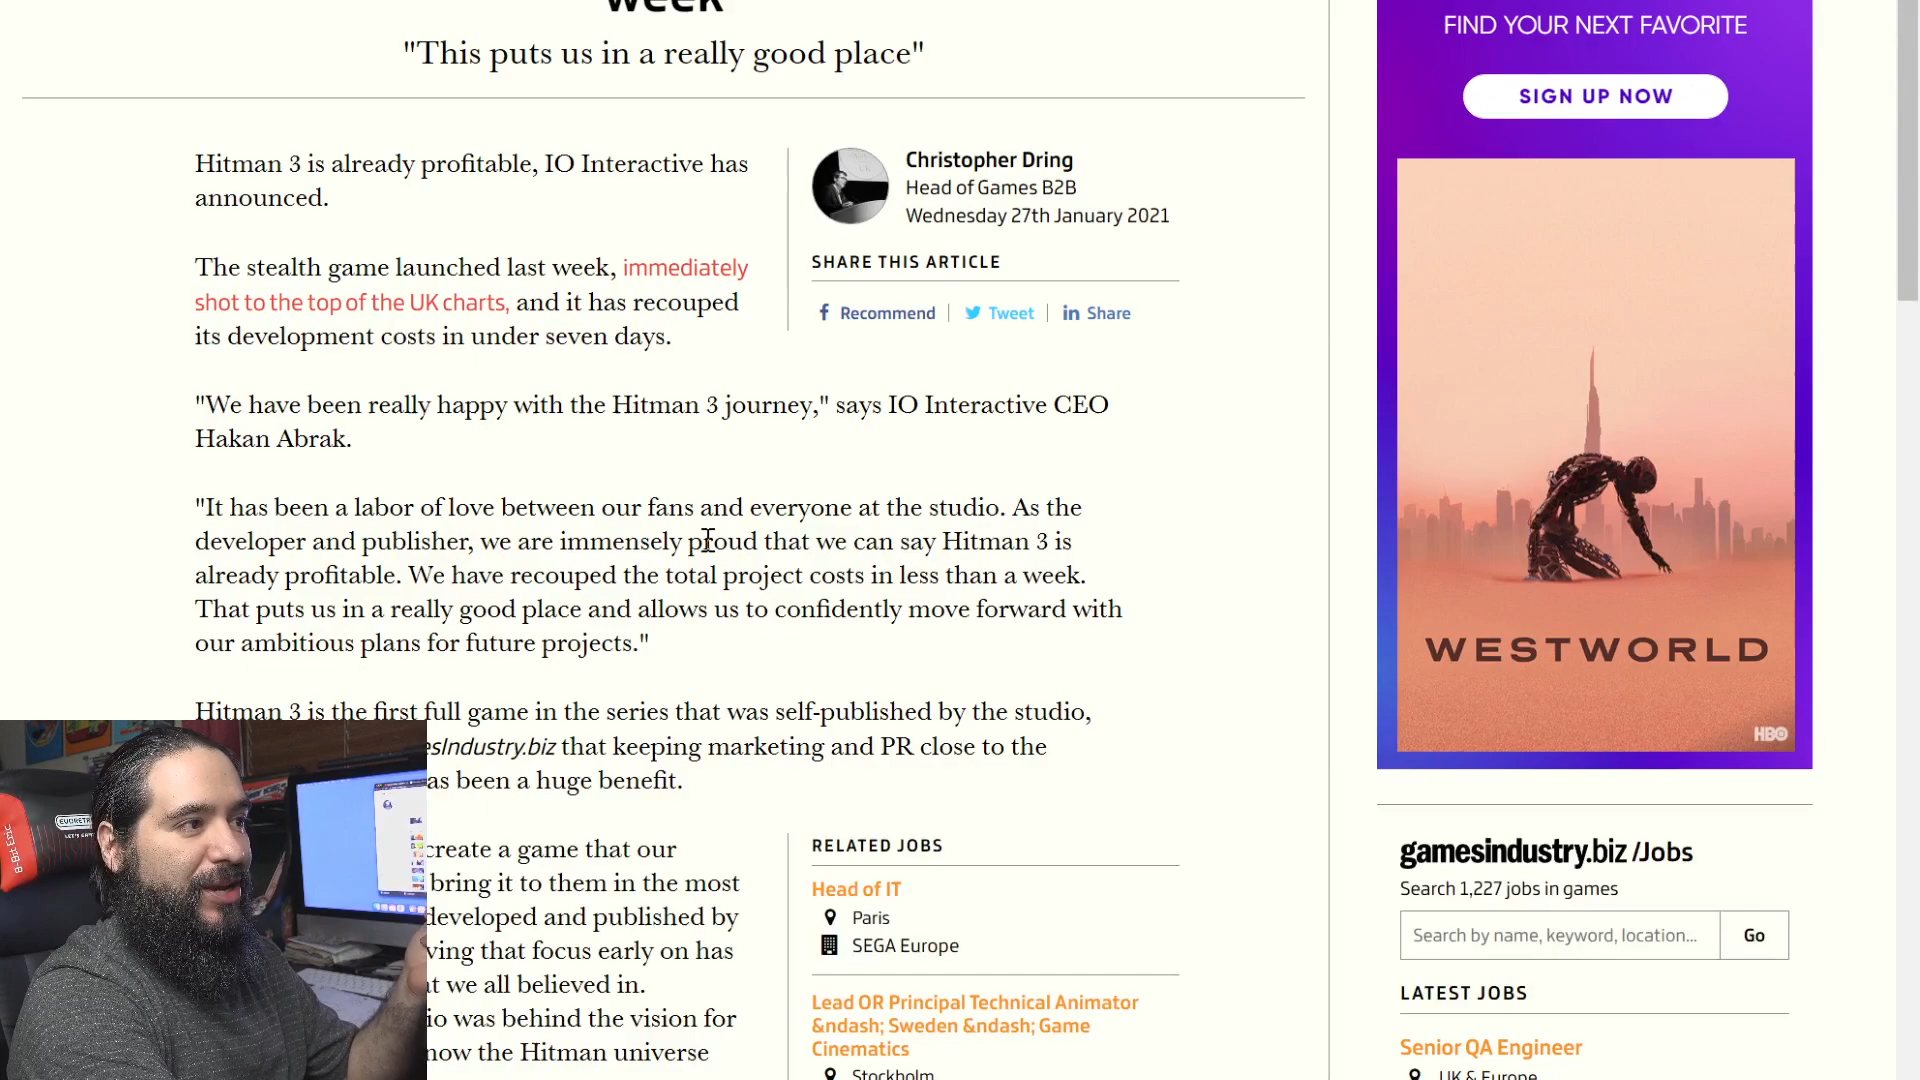 week
"This puts us in a really good place"
Hitman 3 is already profitable, IO Interactive has
announced.
The stealth game launched last week, immediately
shot to the top of the UK charts, and it has recouped
its development costs in under seven days.
Christopher Dring
Head of Games B2B
Wednesday 27th January 2021
SHARE THIS ARTICLE
Recommend
Tweet
Share
"We have been really happy with the Hitman 3 journey," says IO Interactive CEO
Hakan Abrak.
"It has been a labor of love between our fans and everyone at the studio. As the
developer and publisher, we are immensely proud that we can say Hitman 3 is
already profitable. We have recouped the total project costs in less than a week.
That puts us in a really good place and allows us to confidently move forward with
our ambitious plans for future projects."
Hitman 3 is the first full game in the series that was self-published by the studio,
esIndustry.biz that keeping marketing and PR close to the
as been a huge benefit.
create a game that our
bring it to them in the most
developed and published by
ving that focus early on has
at we all believed in.
io was behind the vision for
now the Hitman universe
RELATED JOBS
Head of IT
Paris
SEGA Europe
Lead OR Principal Technical Animator
&ndash; Sweden &ndash; Game
Cinematics
Stockholm
FIND YOUR NEXT FAVORITE
SIGN UP NOW
WESTWORLD
HBO
gamesindustry.biz /Jobs
Search 1,227 jobs in games
Search by name, keyword, location...
Go
LATEST JOBS
Senior QA Engineer
UK & Europe
8-Bit Eric